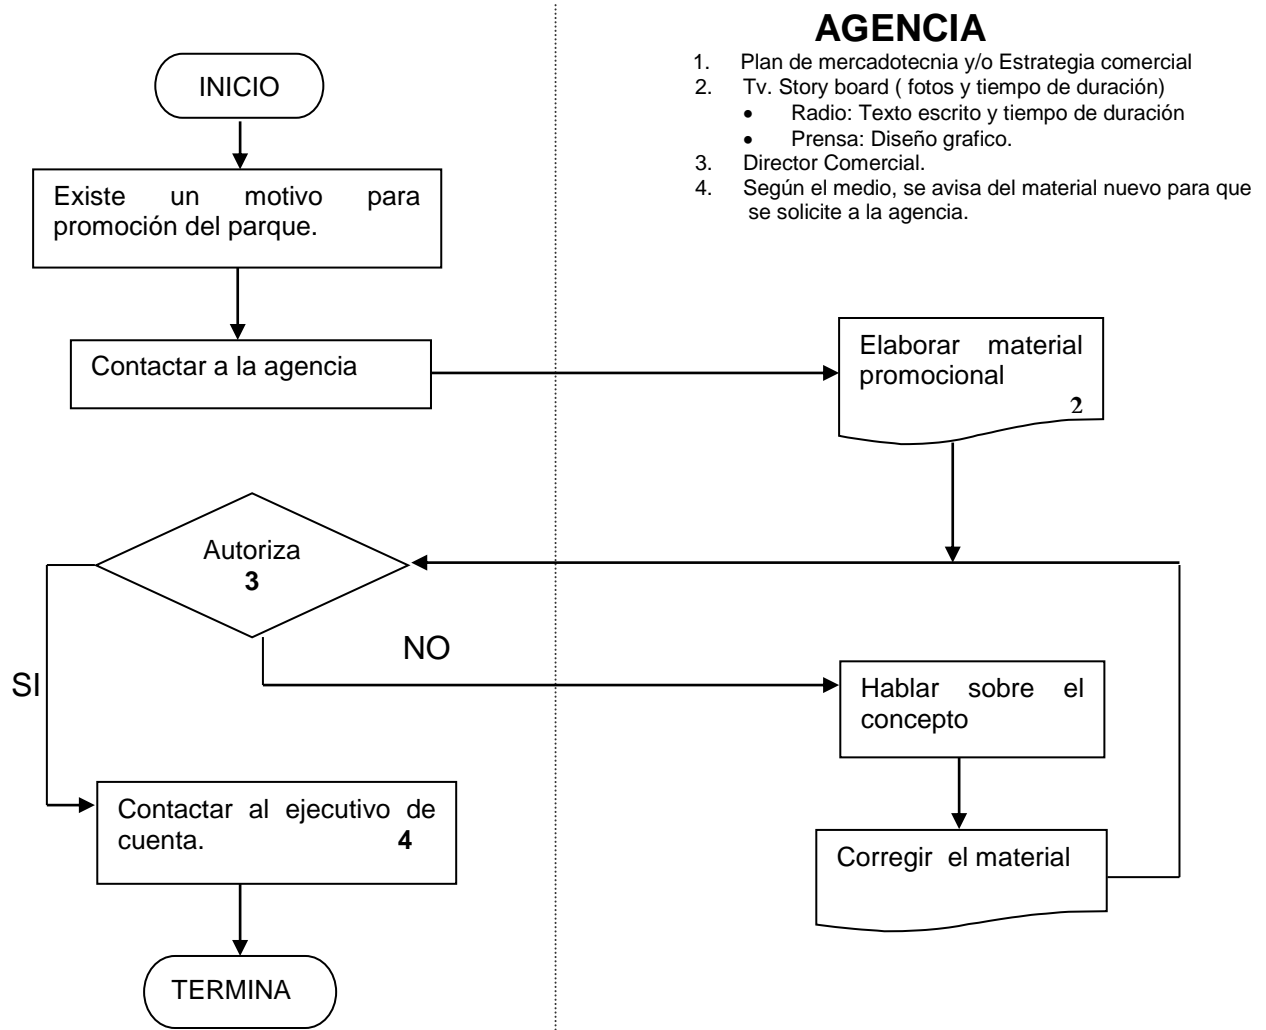 AGENCIA
1. Plan de mercadotecnia y/o Estrategia comercial
2. Tv. Story board ( fotos y tiempo de duración)
• Radio: Texto escrito y tiempo de duración
• Prensa: Diseño grafico.
3. Director Comercial.
4. Según el medio, se avisa del material nuevo para que
se solicite a la agencia.
INICIO
Existe un motivo para
promoción del parque.
Contactar a la agencia
Elaborar material
promocional
2
Autoriza
3
NO
SI
Hablar sobre el
concepto
Contactar al ejecutivo de
cuenta. 4
Corregir el material
TERMINA